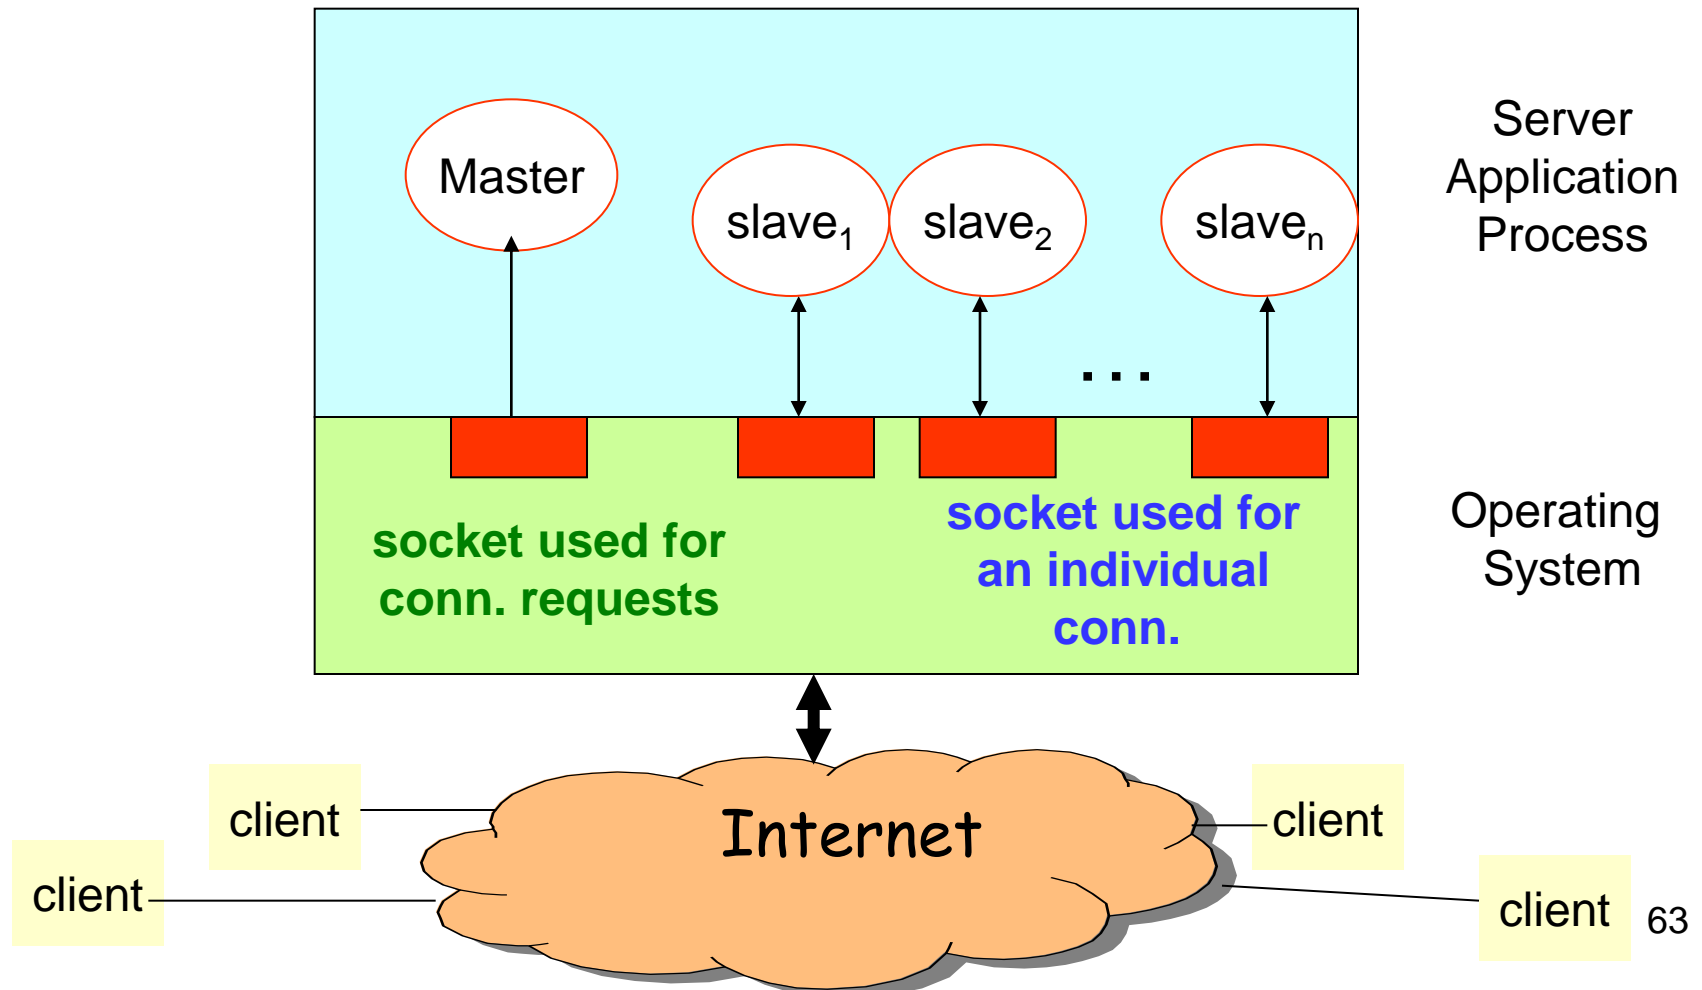 Master
slave1
slave2
slaven
Server
Application
Process
...
socket used for
conn. requests
socket used for
an individual
conn.
Operating
System
Internet
client
client
client
client
63